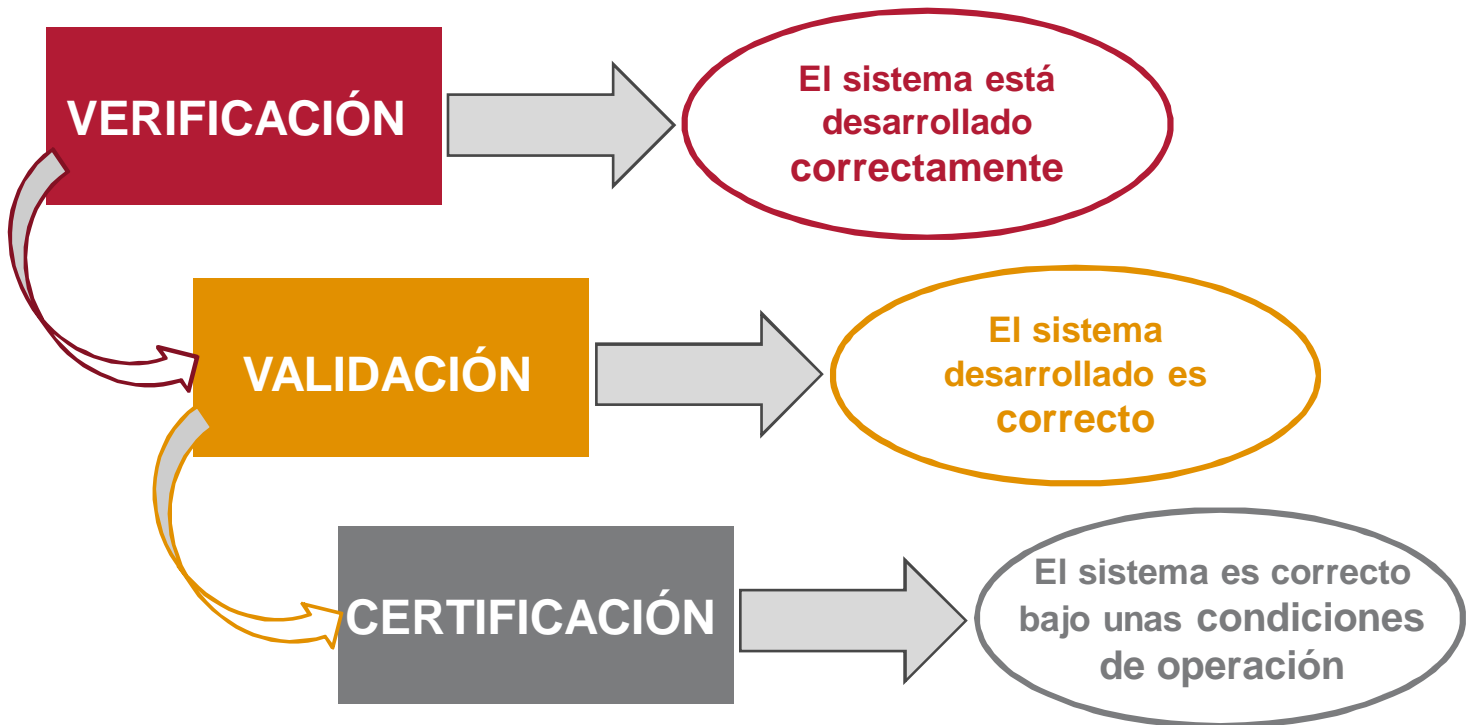 VERIFICACIÓN
El sistema está
desarrollado
correctamente
VALIDACIÓN
El sistema
desarrollado es
correcto
CERTIFICACIÓN
El sistema es correcto
bajo unas condiciones
de operación